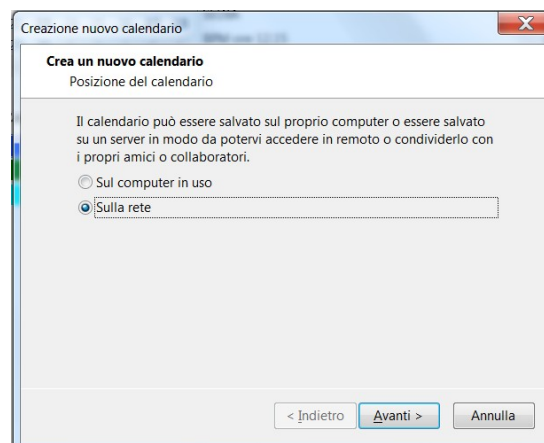 Creazione nuovo calendario
Crea un nuovo calendario
Posizione del calendario
Il calendario può essere salvato sul proprio computer o essere salvato
su un server in modo da potervi accedere in remoto o condividerlo con
i propri amici o collaboratori.
Sul computer in uso
Sulla rete
< Indietro
Avanti >
Annulla